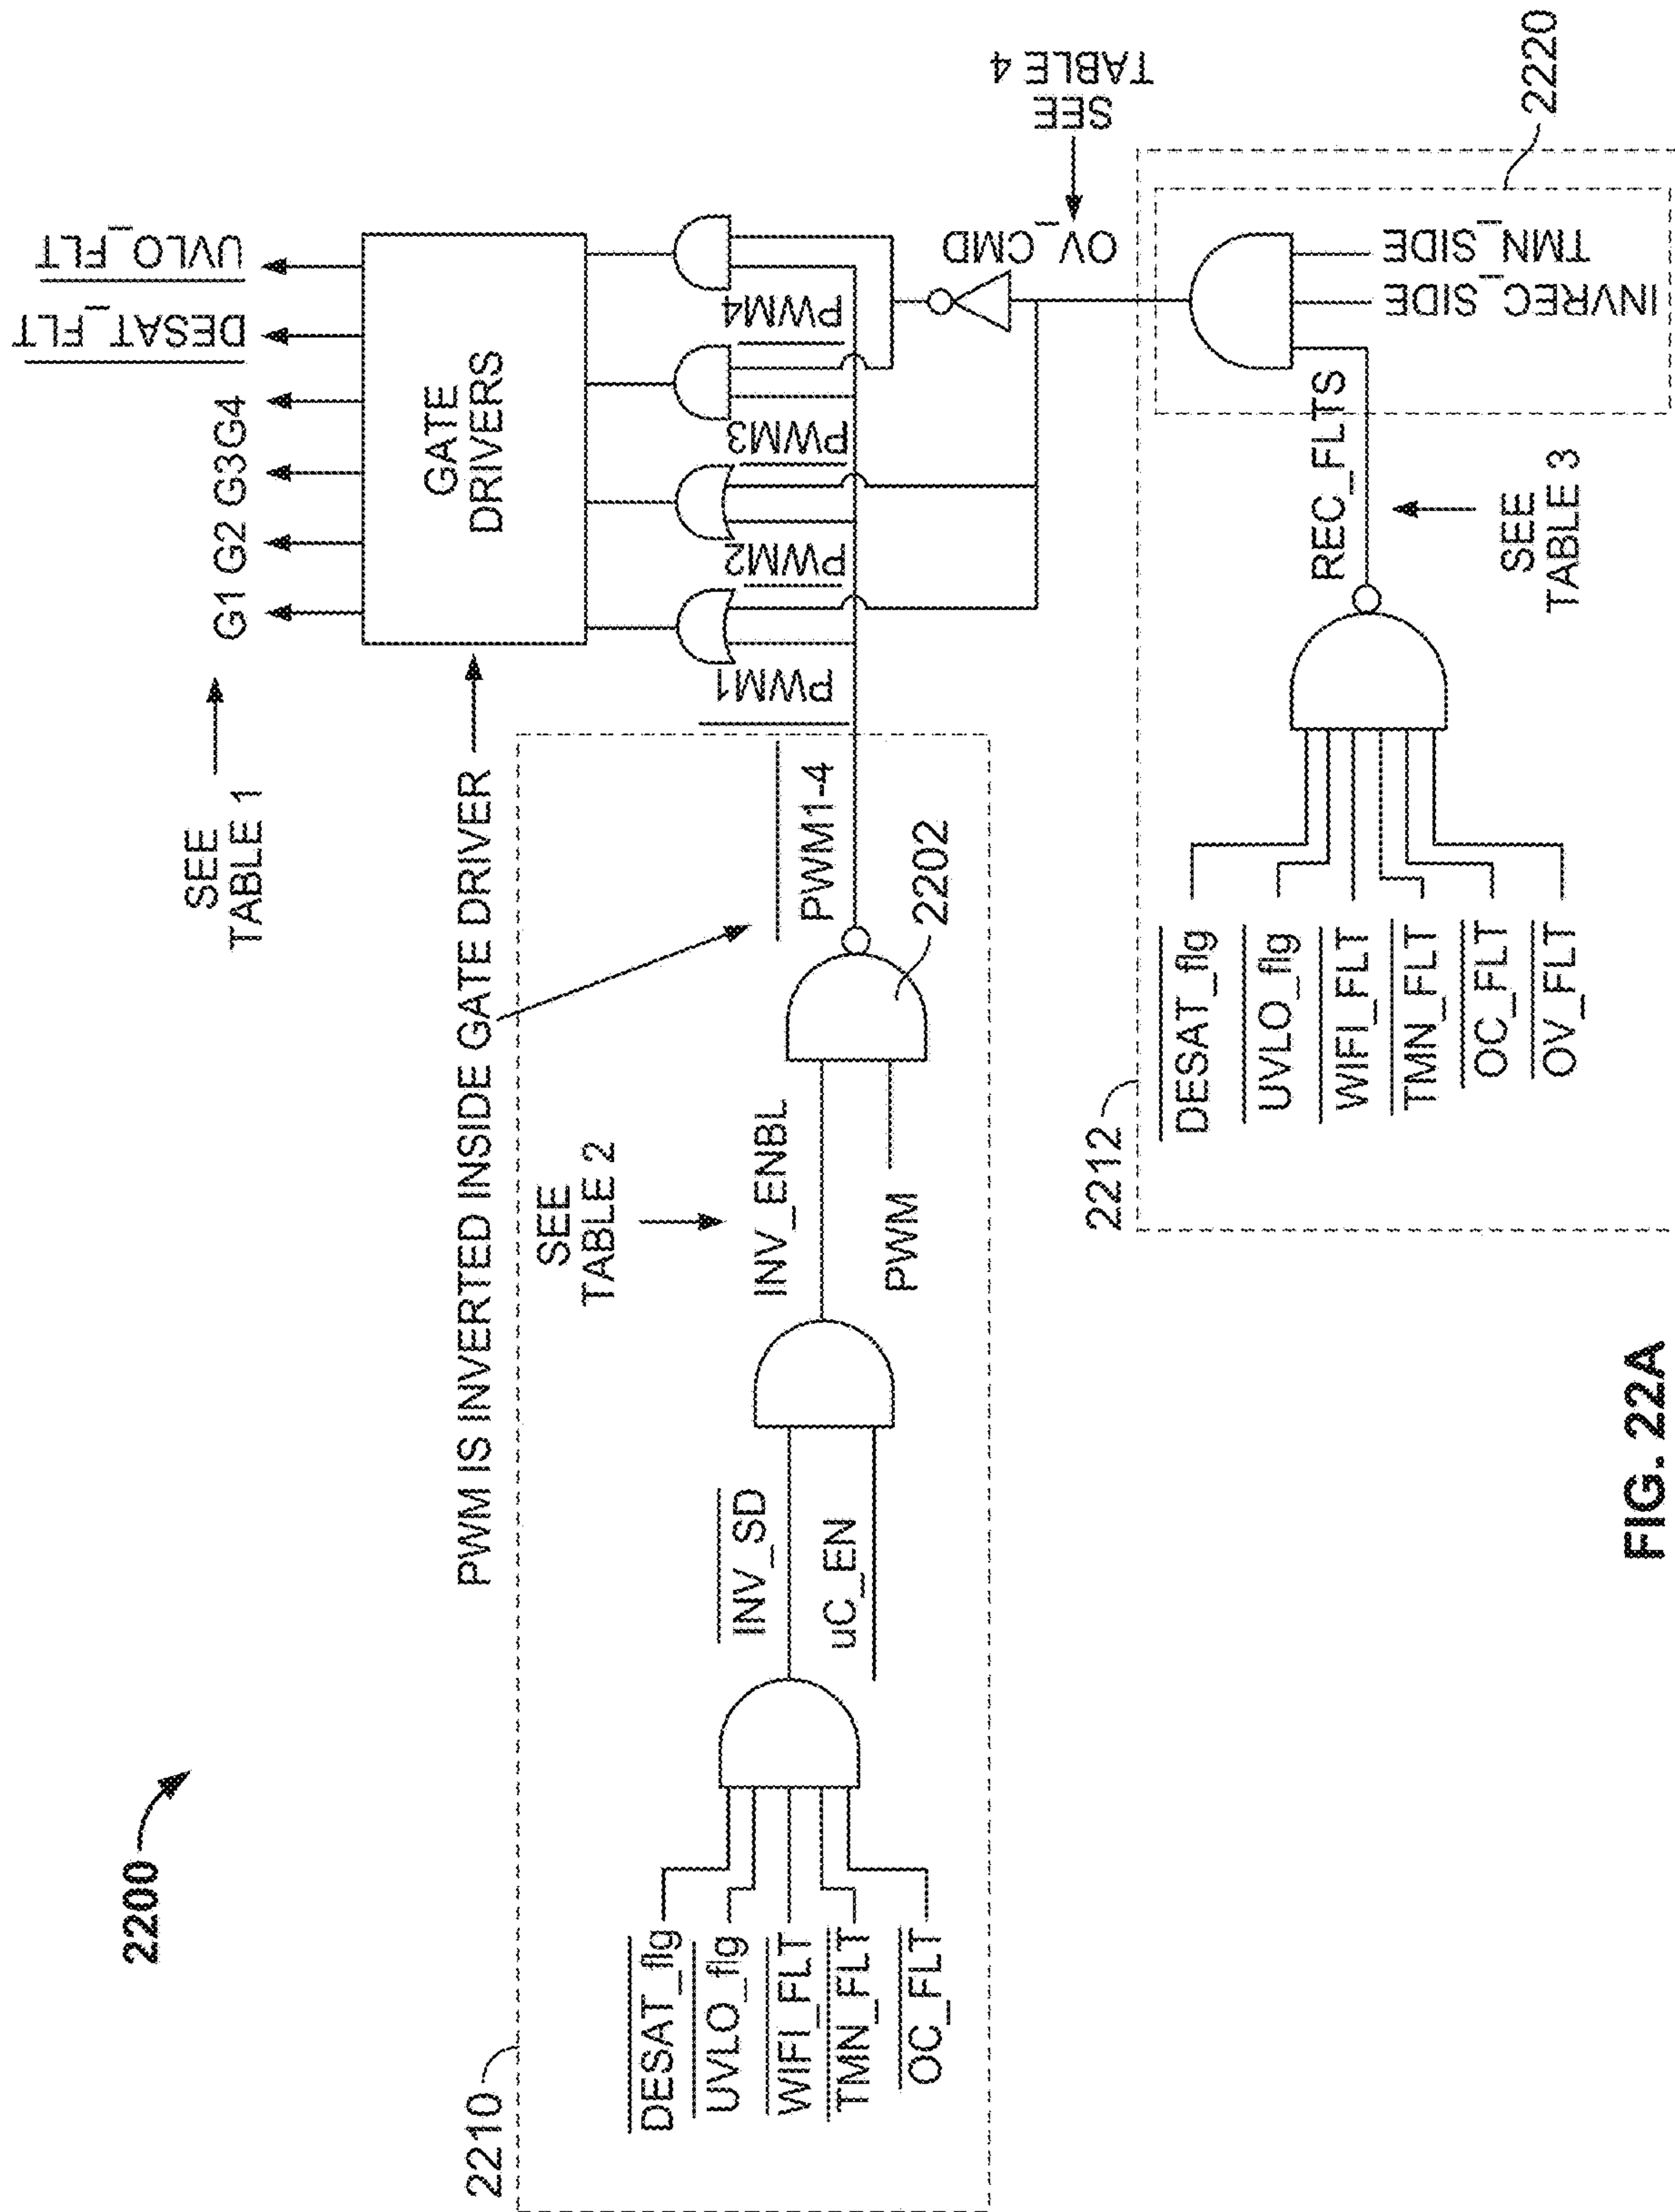 2200
SEE
TABLE 1
G1 G2 G3 G4
DESAT_FLT
UVLO_FLT
PWM IS INVERTED INSIDE GATE DRIVER
GATE
DRIVERS
2210
DESAT_flg
UVLO_flg
WIFI_FLT
TMN_FLT
OC_FLT
INV_SD
uC_EN
SEE
TABLE 2
INV_ENBL
PWM
2202
PWM1-4
PWM1
PWM2
PWM3
PWM4
OV_CMD
SEE
TABLE 4
2212
DESAT_flg
UVLO_flg
WIFI_FLT
TMN_FLT
OC_FLT
OV_FLT
REC_FLTS
SEE
TABLE 3
INVREC_SIDE
TMN_SIDE
2220
FIG. 22A